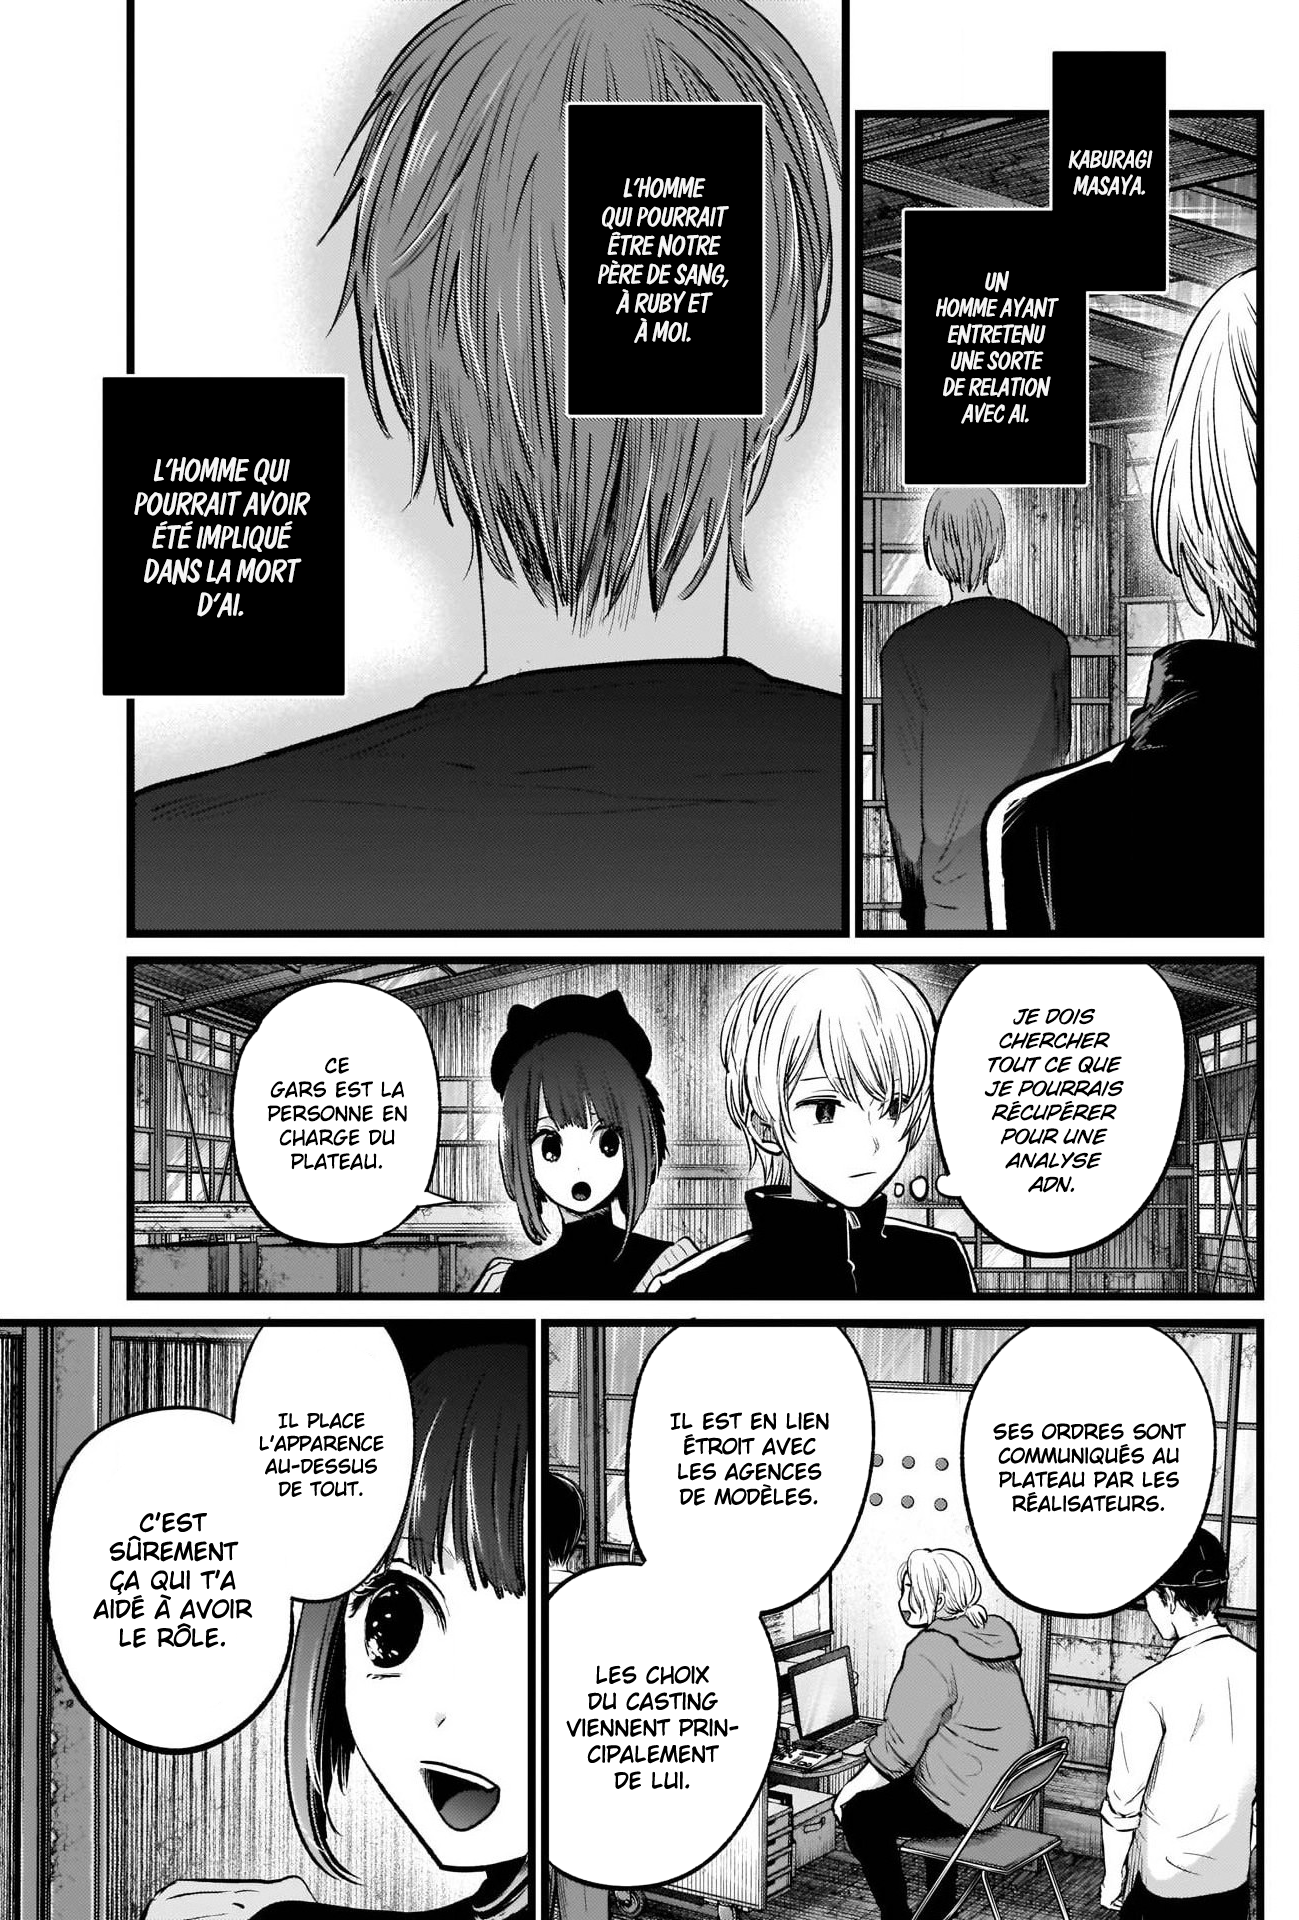 KABURAGI
MASAYA.
UN
HOMME AYANT
ENTRETENU
UNE SORTE
DE RELATION
AVEC AI.
L'HOMME
QUI POURRAIT
ÊTRE NOTRE
PÈRE DE SANG,
À RUBY ET
À MOI.
L'HOMME QUI
POURRAIT AVOIR
ÉTÉ IMPLIQUÉ
DANS LA MORT
D'AI.
JE DOIS
CHERCHER
TOUT CE QUE
JE POURRAIS
RÉCUPÉRER
POUR UNE
ANALYSE
ADN.
CE
GARS EST LA
PERSONNE EN
CHARGE DU
PLATEAU.
SES ORDRES SONT
COMMUNIQUÉS AU
PLATEAU PAR LES
RÉALISATEURS.
IL EST EN LIEN
ÉTROIT AVEC
LES AGENCES
DE MODÈLES.
LES CHOIX
DU CASTING
VIENNENT PRIN-
CIPALEMENT
DE LUI.
IL PLACE
L'APPARENCE
AU-DESSUS
DE TOUT.
C'EST
SÛREMENT
ÇA QUI T'A
AIDÉ À AVOIR
LE RÔLE.